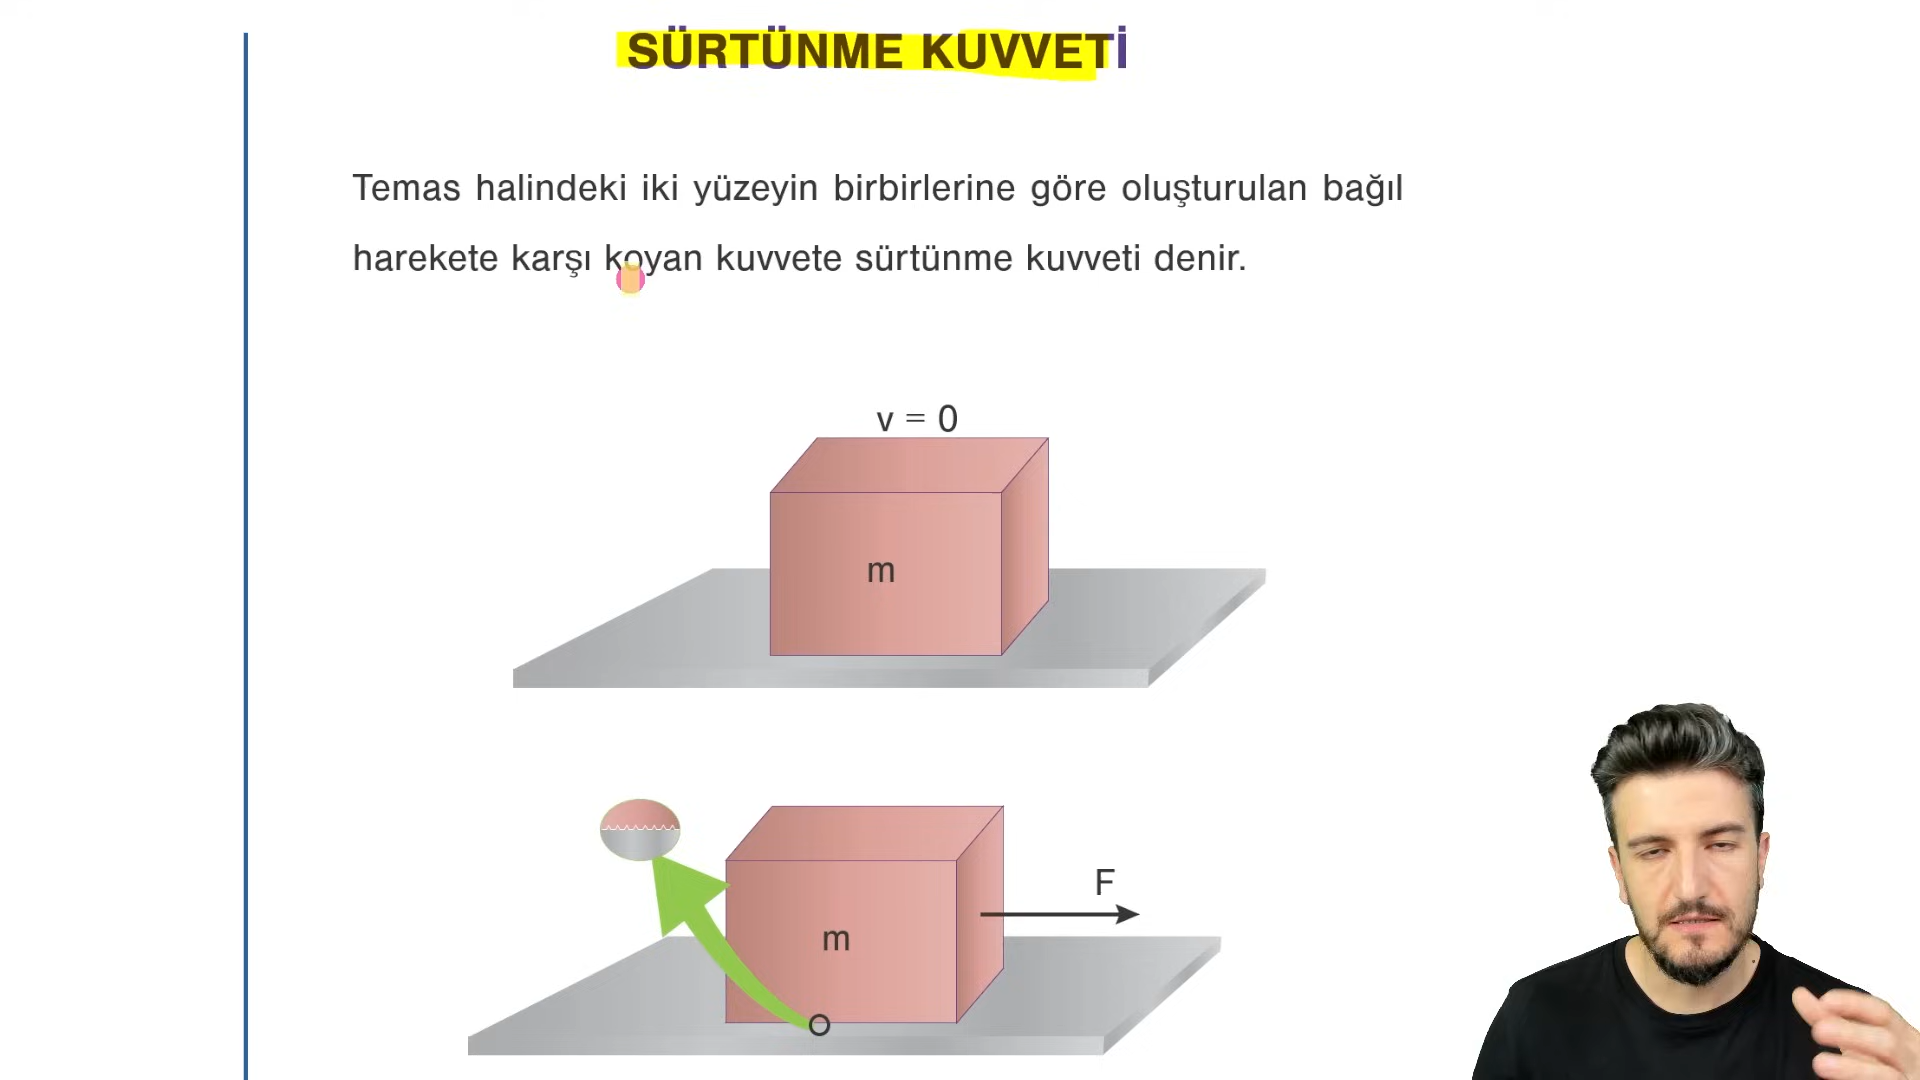 SÜRTÜNME KUVVETİ
Temas halindeki iki yüzeyin birbirlerine göre oluşturulan bağıl
harekete karşı koyan kuvvete sürtünme kuvveti denir.
v = 0
m
F
m